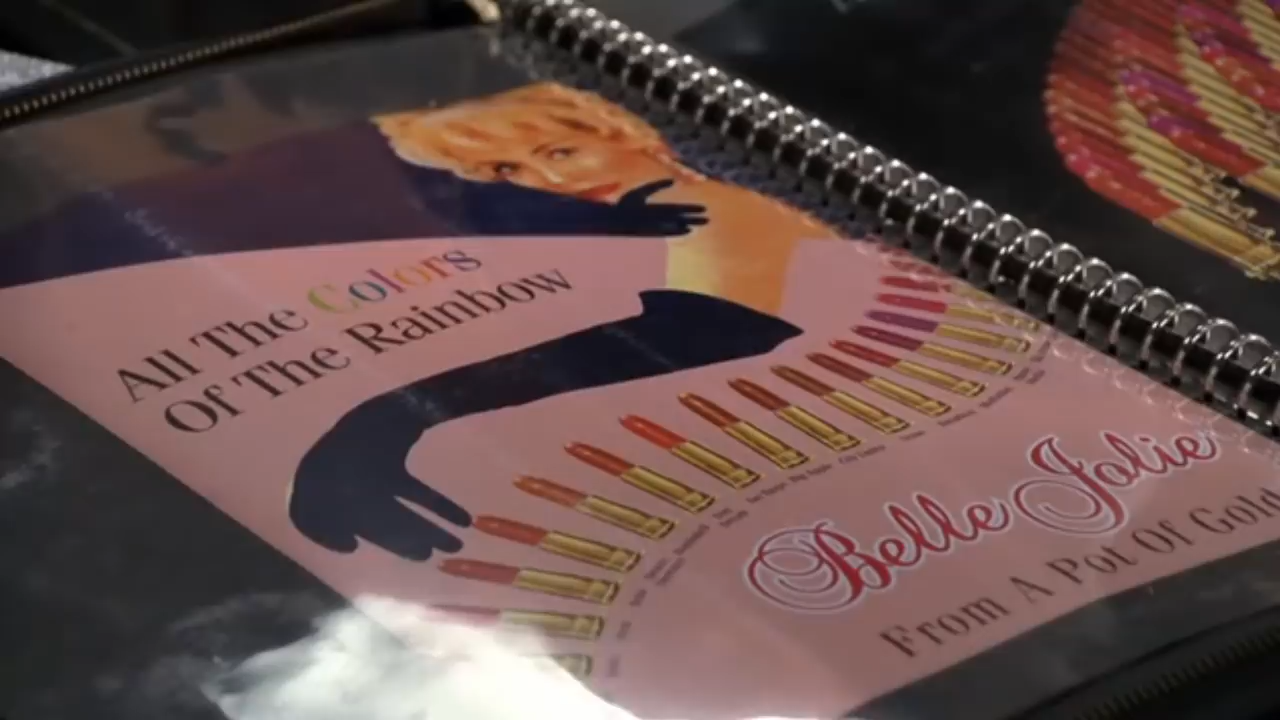 All The Colors
Of The Rainbow
Belle Jolie
From A Pot Of Gold